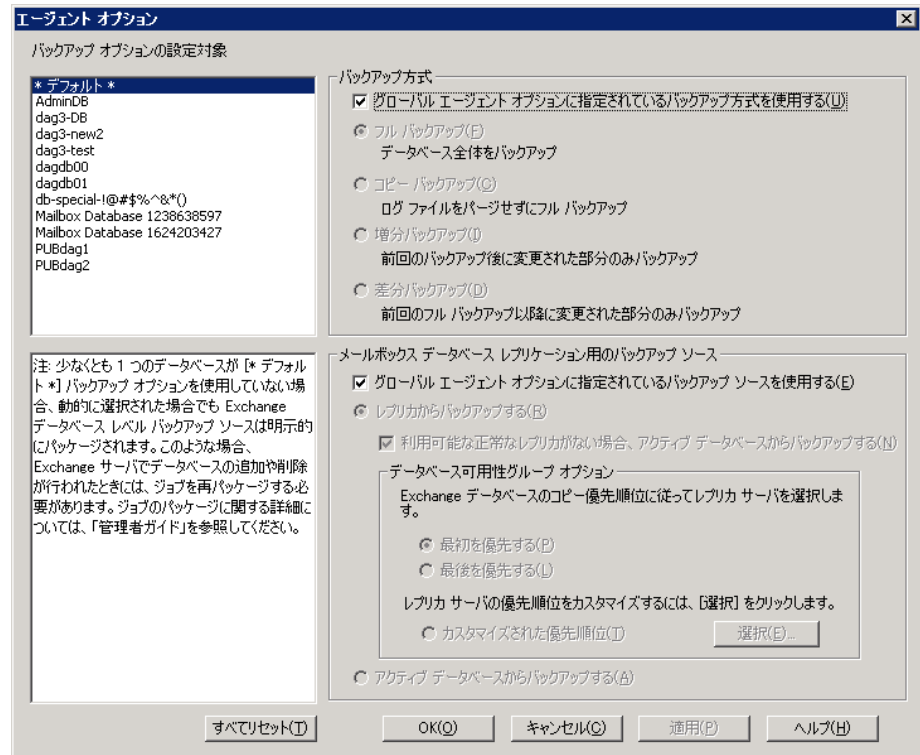 エージェント オプション
バックアップ オプションの設定対象
* デフォルト *
AdminDB
dag3-DB
dag3-new2
dag3-test
dagdb00
dagdb01
db-special-!@#$%^&*()
Mailbox Database 1238638597
Mailbox Database 1624203427
PUBdag1
PUBdag2
注: 少なくとも 1 つのデータベースが [* デフォル
ト *] バックアップ オプションを使用していない場
合、動的に選択された場合でも Exchange
データベース レベル バックアップ ソースは明示的
にパッケージされます。このような場合、
Exchange サーバでデータベースの追加や削除
が行われたときには、ジョブを再パッケージする必
要があります。ジョブのパッケージに関する詳細に
ついては、「管理者ガイド」を参照してください。
バックアップ方式
グローバル エージェント オプションに指定されているバックアップ方式を使用する(U)
フル バックアップ(F)
データベース全体をバックアップ
コピー バックアップ(C)
ログ ファイルをパージせずにフル バックアップ
増分バックアップ(I)
前回のバックアップ後に変更された部分のみバックアップ
差分バックアップ(D)
前回のフル バックアップ以降に変更された部分のみバックアップ
メールボックス データベース レプリケーション用のバックアップ ソース
グローバル エージェント オプションに指定されているバックアップ ソースを使用する(E)
レプリカからバックアップする(R)
利用可能な正常なレプリカがない場合、アクティブ データベースからバックアップする(N)
データベース可用性グループ オプション
Exchange データベースのコピー優先順位に従ってレプリカ サーバを選択しま
す。
最初を優先する(P)
最後を優先する(L)
レプリカ サーバの優先順位をカスタマイズするには、[選択] をクリックします。
カスタマイズされた優先順位(T)
選択(E)...
アクティブ データベースからバックアップする(A)
すべてリセット(T)
OK(O)
キャンセル(C)
適用(P)
ヘルプ(H)